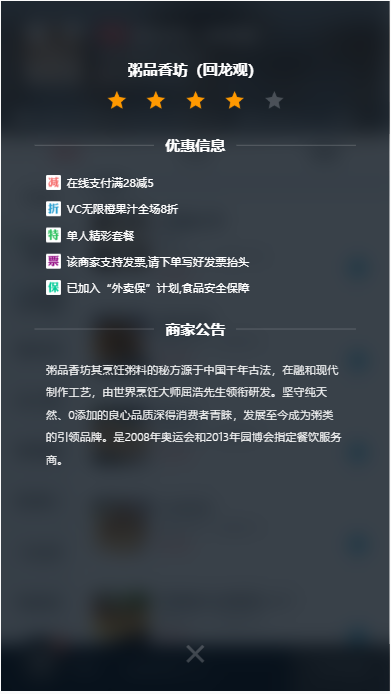 粥品香坊（回龙观）
优惠信息
减 在线支付满28减5
折 VC无限橙果汁全场8折
特 单人精彩套餐
票 该商家支持发票,请下单写好发票抬头
保 已加入“外卖保”计划,食品安全保障
商家公告
粥品香坊其烹饪粥料的秘方源于中国千年古法，在融和现代
制作工艺，由世界烹饪大师屈浩先生领衔研发。坚守纯天
然、0添加的良心品质深得消费者青睐，发展至今成为粥类
的引领品牌。是2008年奥运会和2013年园博会指定餐饮服务
商。